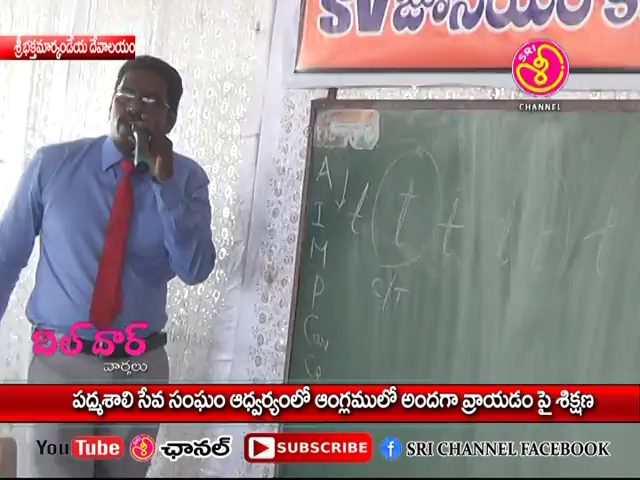 SVజూనియర్ క
శ్రీభక్తమార్కండేయ దేవాలయం
SRI
శ్రీ
CHANNEL
A
I
M
P
t t t t t t
C/T
దిల్ దార్
వార్తలు
పద్మశాలి సేవ సంఘం ఆధ్వర్యంలో ఆంగ్లములో అందగా వ్రాయడం పై శిక్షణ
YouTube శ్రీ ఛానల్ SUBSCRIBE f SRI CHANNEL FACEBOOK